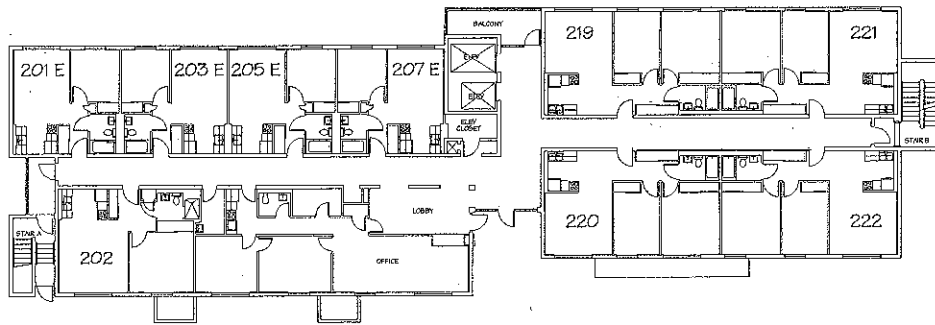 BALCONY
219
221
201 E
203 E
205 E
207 E
ELEV
ELEV
ELEV
CLOSET
STAIR B
LOBBY
STAIR A
202
OFFICE
220
222